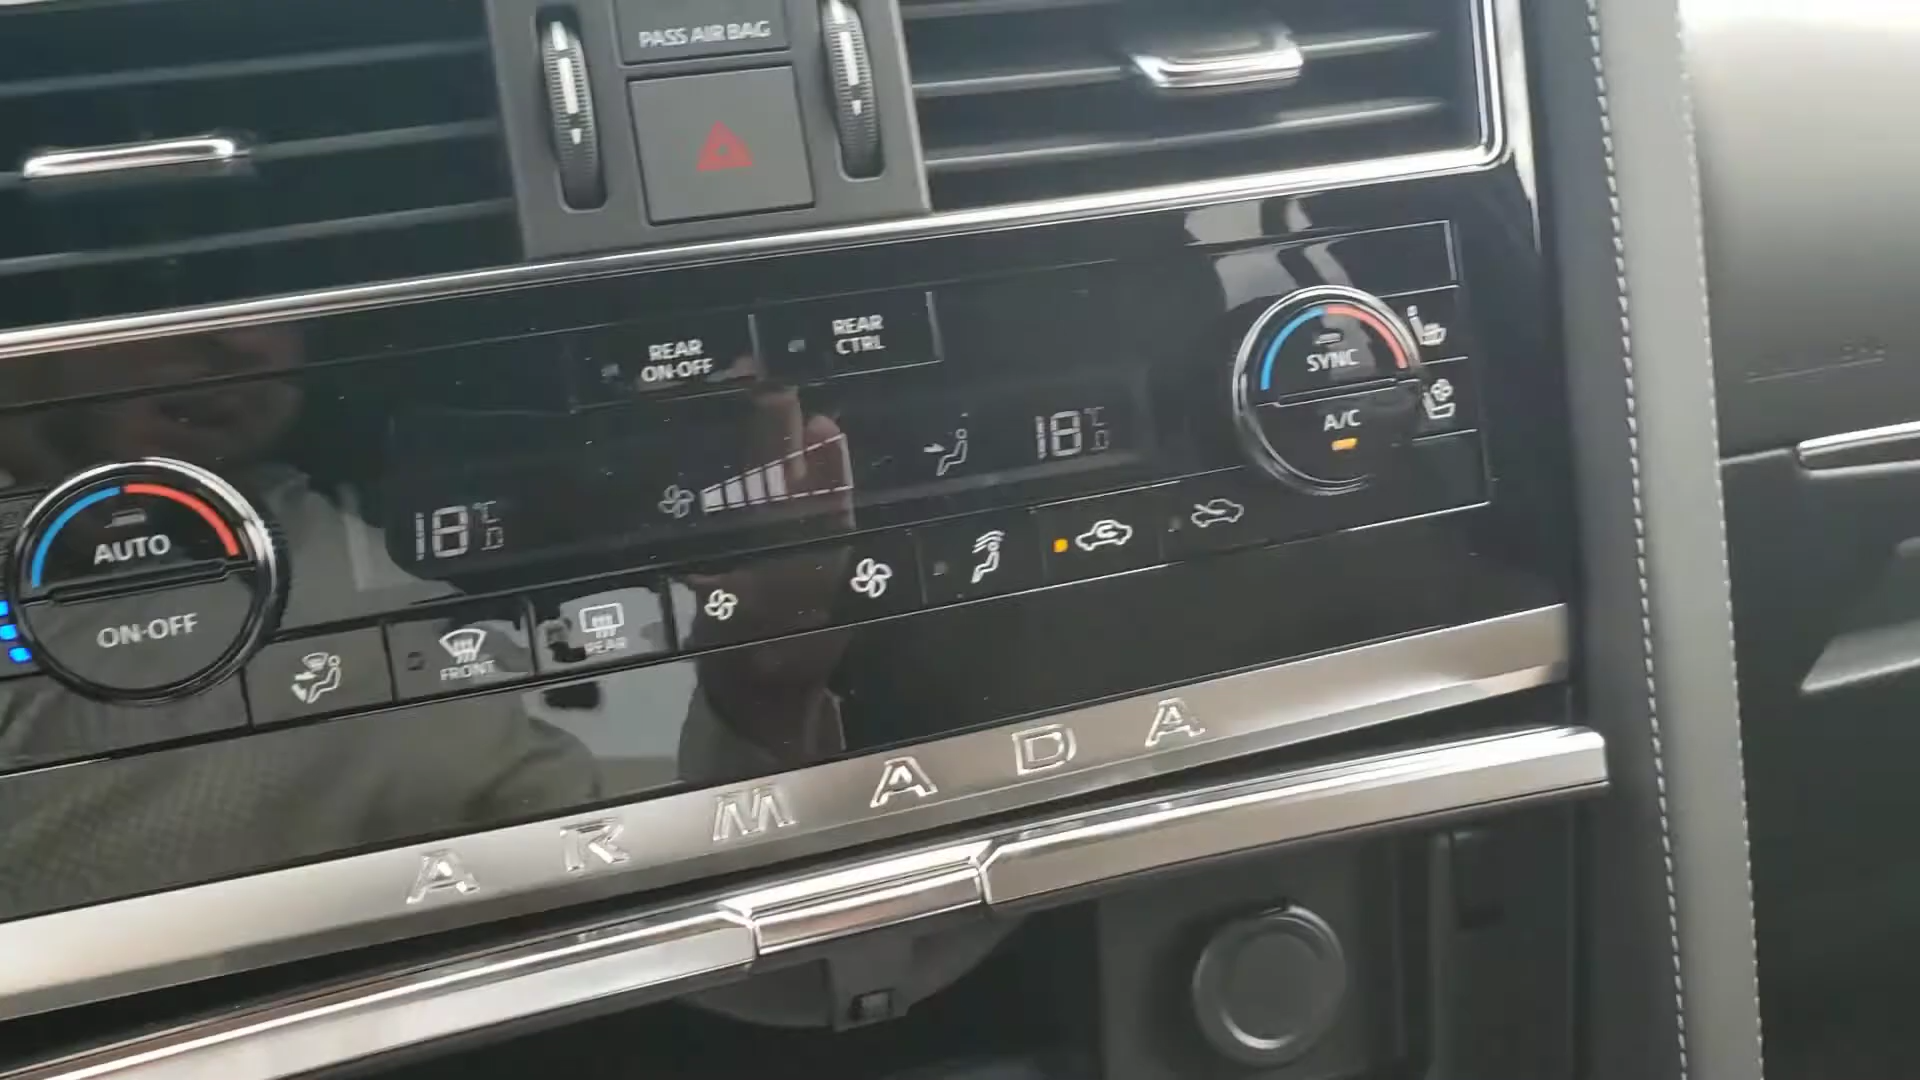 PASS AIR BAG
REAR
ON·OFF
REAR
CTRL
SYNC
A/C
18°C
18°C
AUTO
ON·OFF
FRONT
REAR
ARMADA